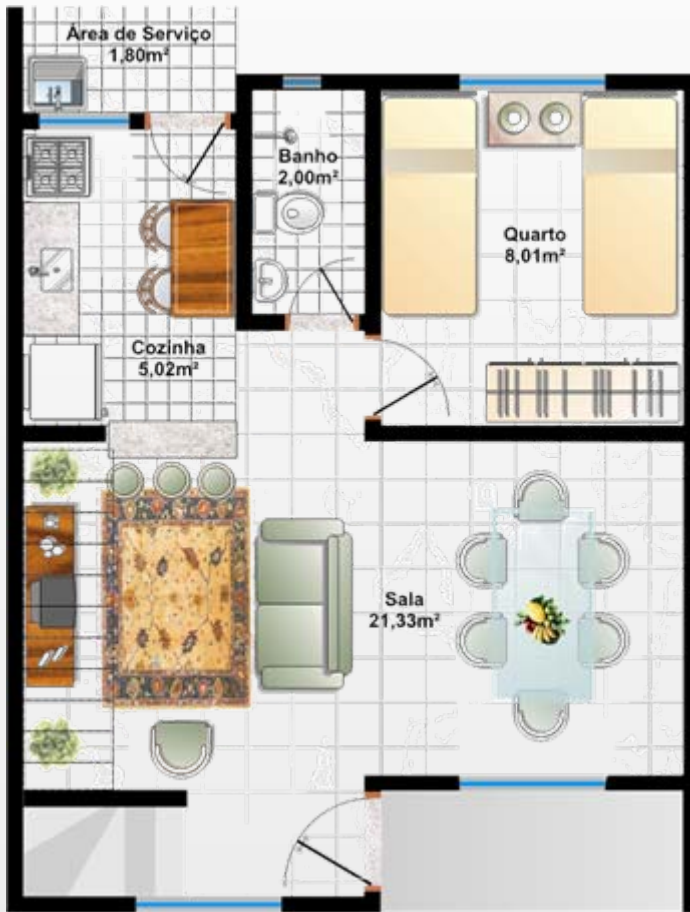 Área de Serviço
1,80m²
Banho
2,00m²
Quarto
8,01m²
Cozinha
5,02m²
Sala
21,33m²